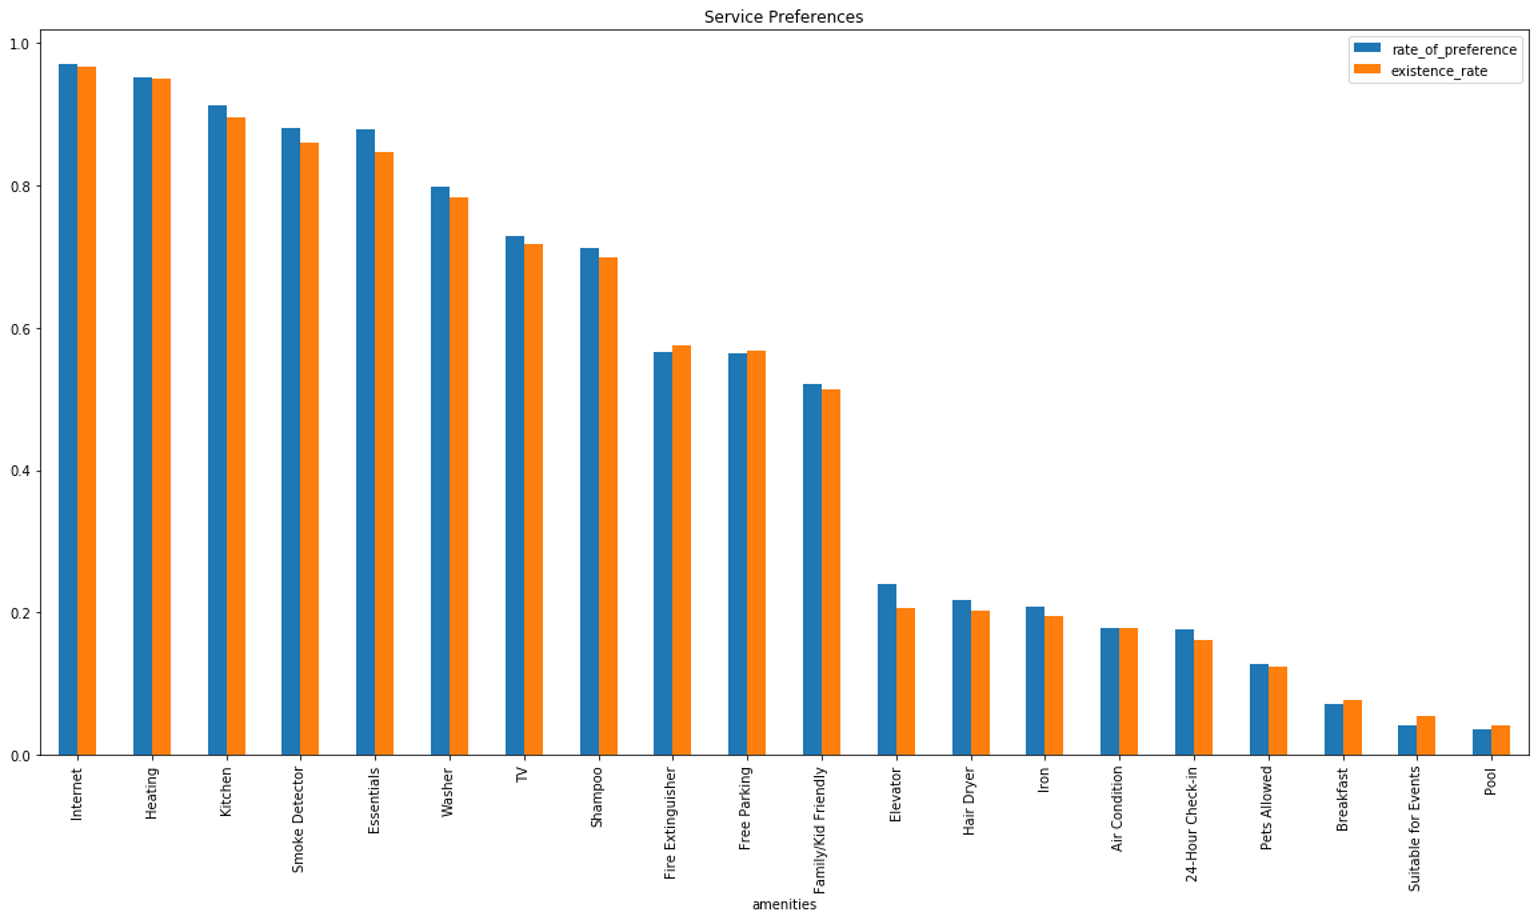 Service Preferences
rate_of_preference
existence_rate
1.0
0.8
0.6
0.4
0.2
0.0
Internet
Heating
Kitchen
Smoke Detector
Essentials
Washer
TV
Shampoo
Fire Extinguisher
Free Parking
Family/Kid Friendly
Elevator
Hair Dryer
Iron
Air Condition
24-Hour Check-in
Pets Allowed
Breakfast
Suitable for Events
Pool
amenities